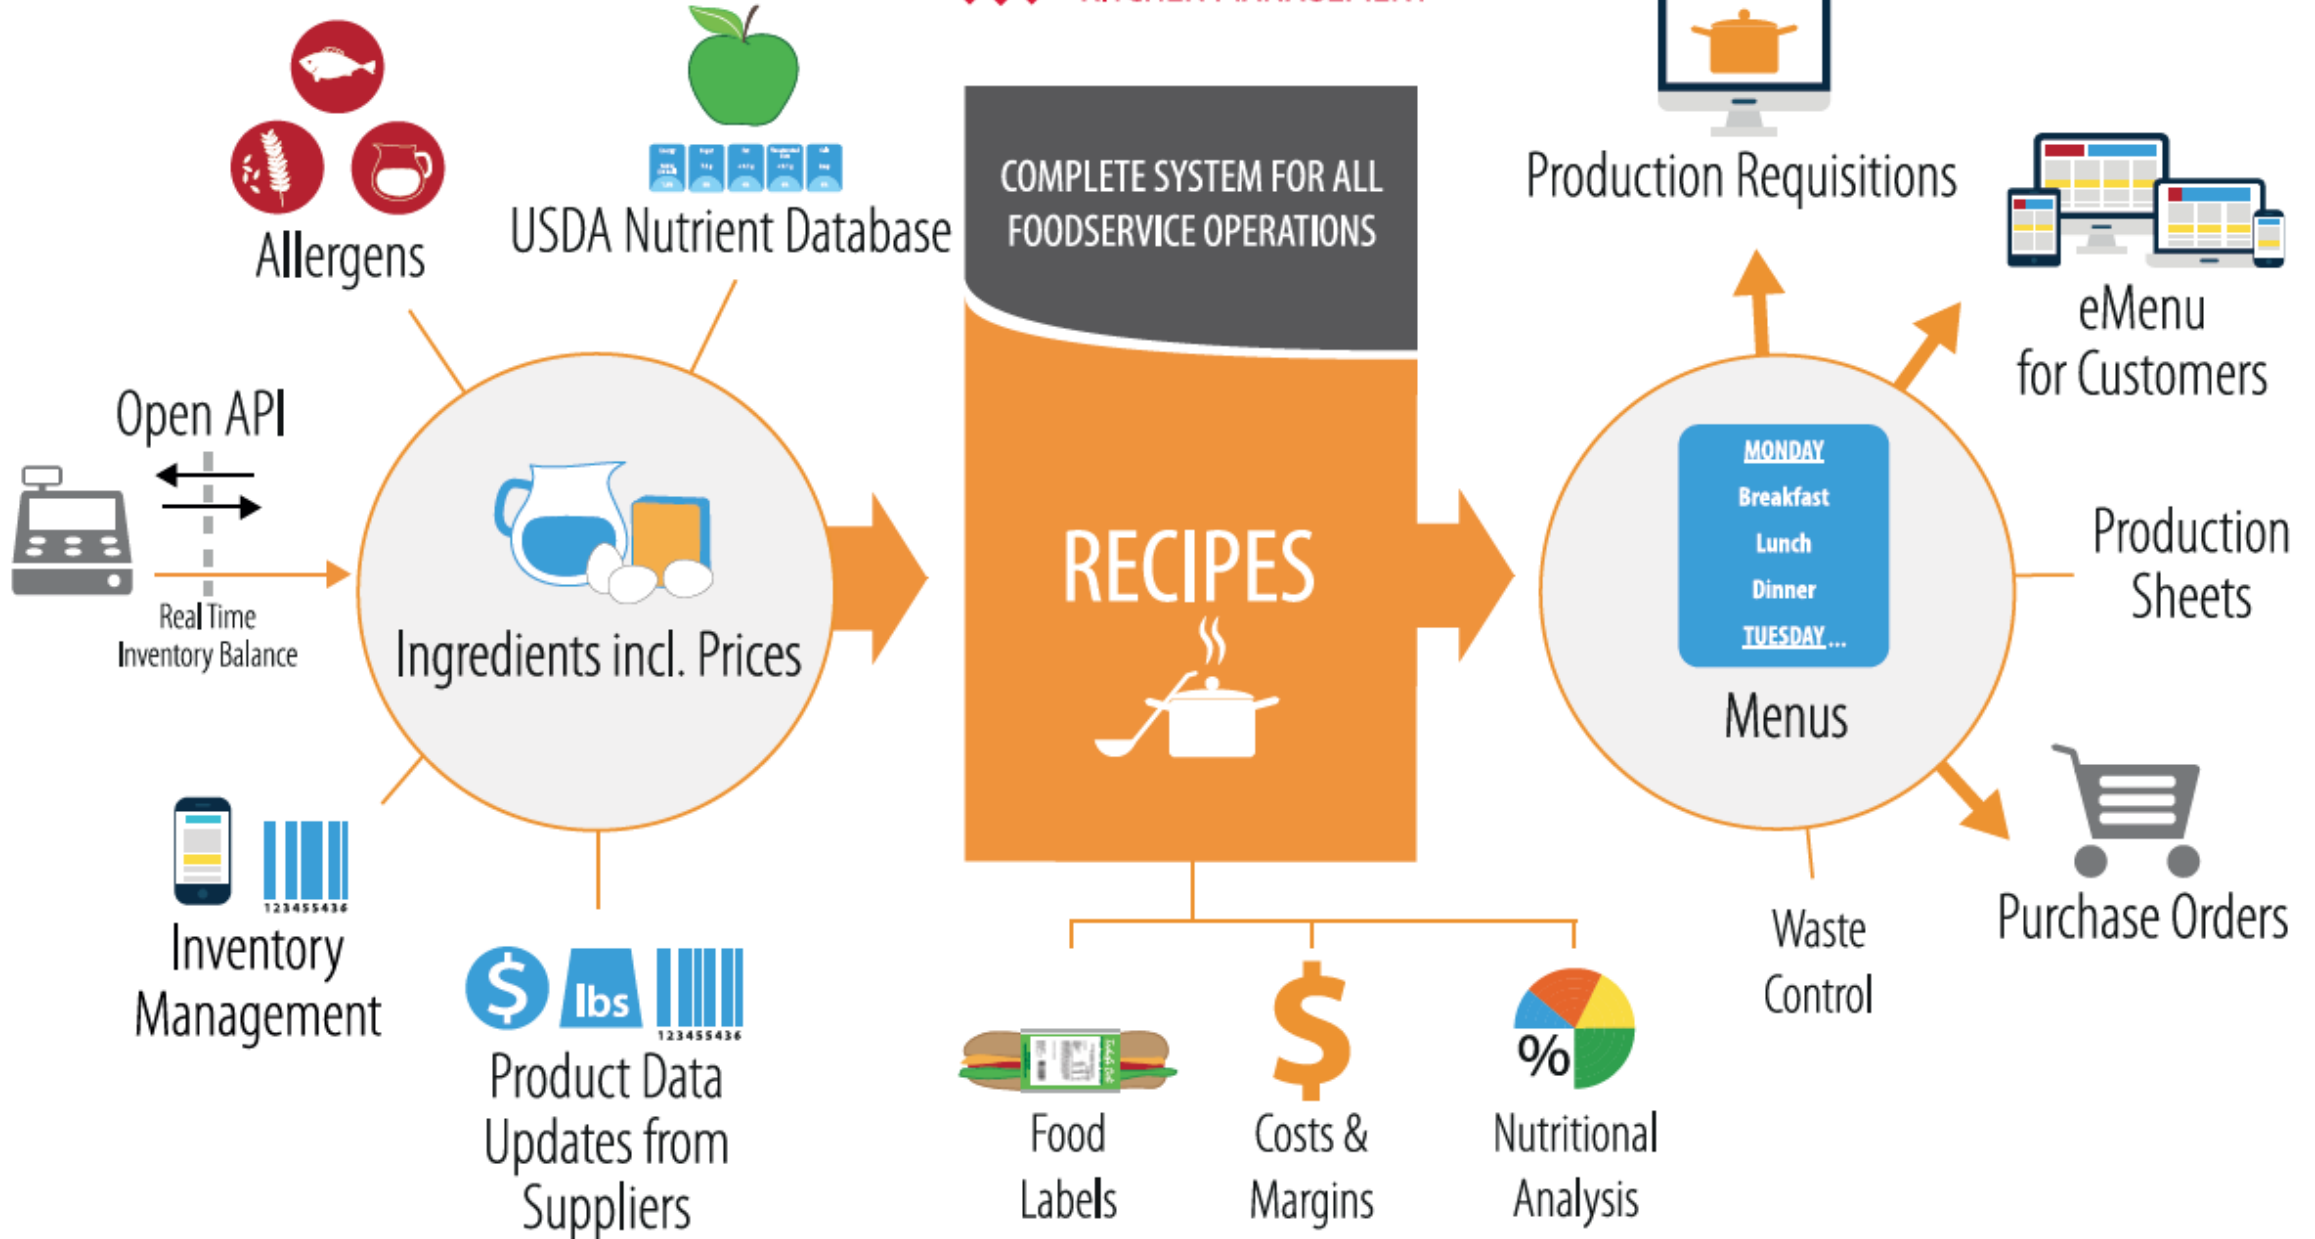 KITCHEN MANAGEMENT
Allergens
USDA Nutrient Database
COMPLETE SYSTEM FOR ALL
FOODSERVICE OPERATIONS
Production Requisitions
eMenu
for Customers
Open API
Real Time
Inventory Balance
Ingredients incl. Prices
RECIPES
MONDAY
Breakfast
Lunch
Dinner
TUESDAY...
Menus
Production
Sheets
Inventory
Management
123455436
$
lbs
123455436
Product Data
Updates from
Suppliers
Food
Labels
$
Costs &
Margins
%
Nutritional
Analysis
Waste
Control
Purchase Orders